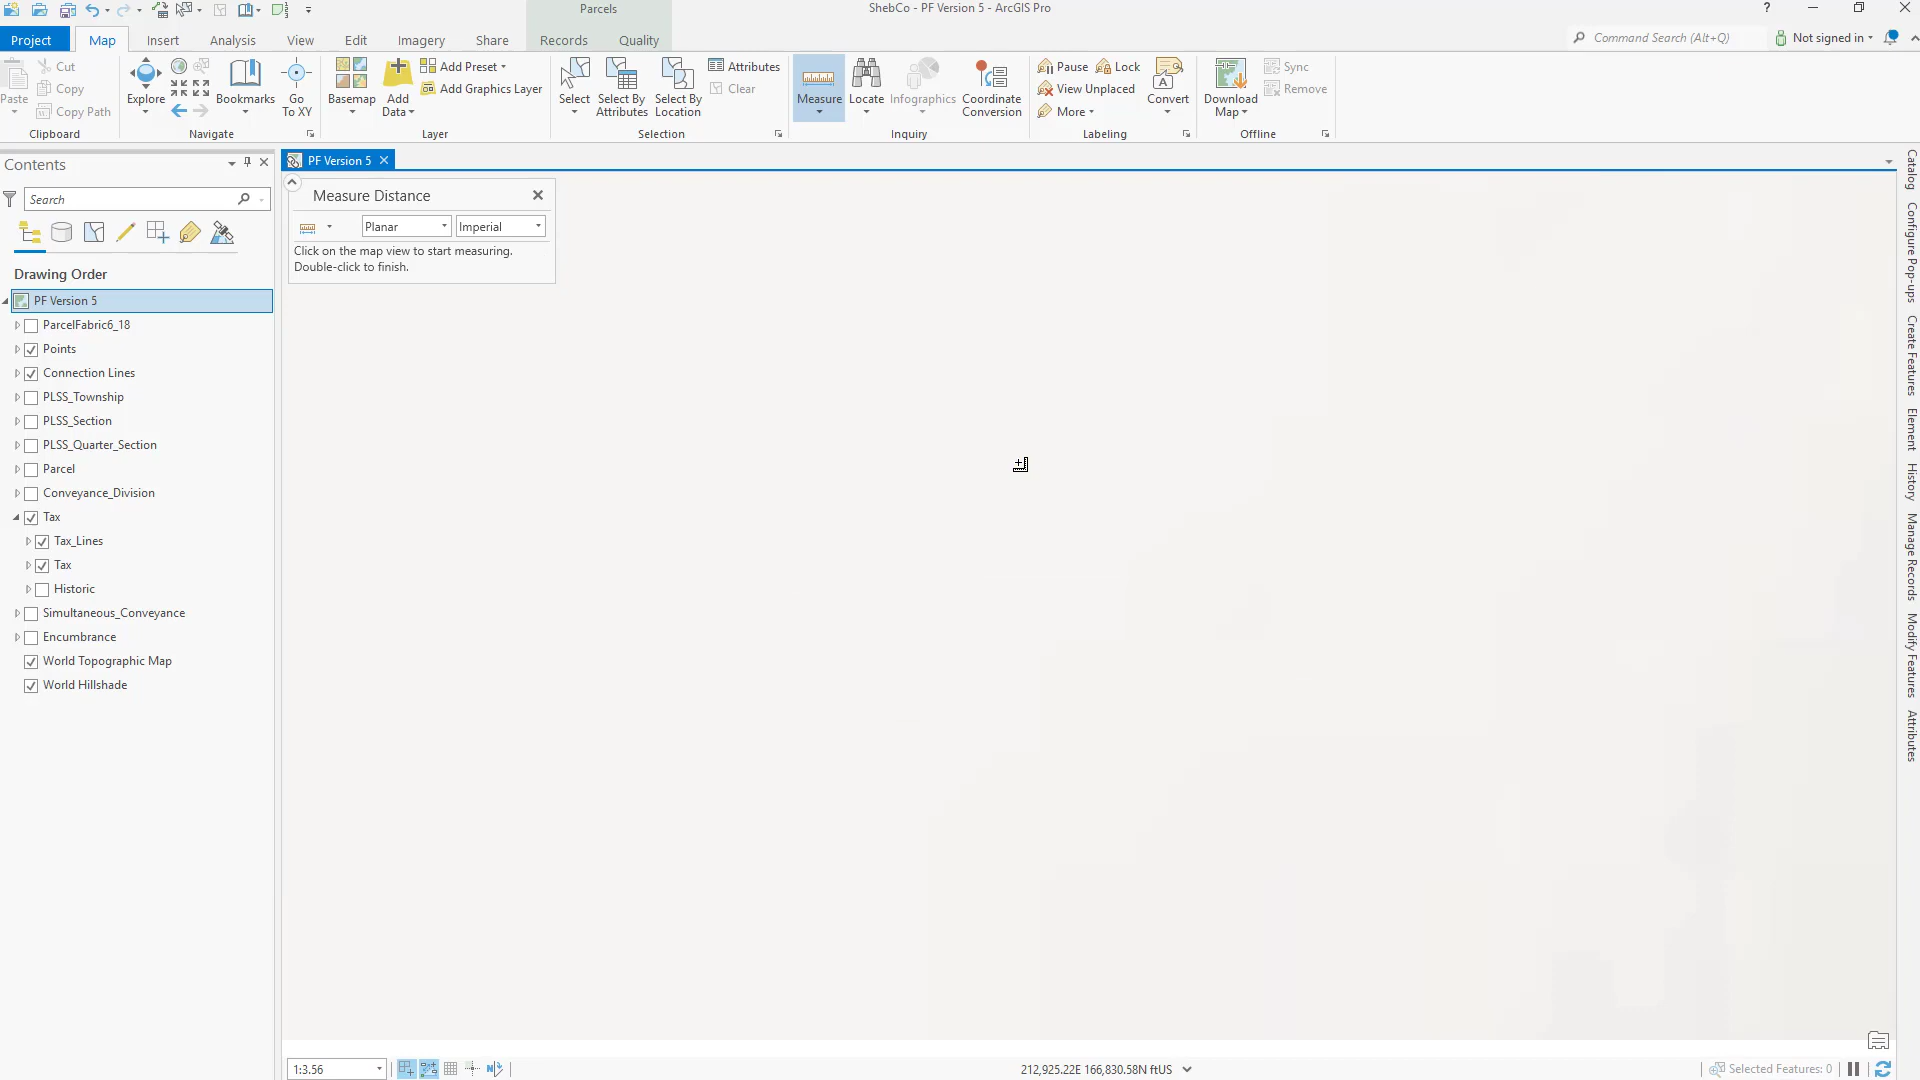 Parcels
ShebCo - PF Version 5 - ArcGIS Pro
?
Project
Map
Insert
Analysis
View
Edit
Imagery
Share
Records
Quality
Command Search (Alt+Q)
Not signed in
Paste
Cut
Copy
Copy Path
Clipboard
Explore
Bookmarks
Go
To XY
Navigate
Basemap
Add
Data
Add Preset
Add Graphics Layer
Layer
Select
Select By
Attributes
Select By
Location
Attributes
Clear
Selection
Measure
Locate
Infographics
Coordinate
Conversion
Inquiry
Pause
Lock
View Unplaced
More
Convert
Labeling
Download
Map
Sync
Remove
Offline
Contents
Search
Drawing Order
PF Version 5
ParcelFabric6_18
Points
Connection Lines
PLSS_Township
PLSS_Section
PLSS_Quarter_Section
Parcel
Conveyance_Division
Tax
Tax_Lines
Tax
Historic
Simultaneous_Conveyance
Encumbrance
World Topographic Map
World Hillshade
PF Version 5
Measure Distance
Planar
Imperial
Click on the map view to start measuring.
Double-click to finish.
Catalog
Configure Pop-ups
Create Features
Element
History
Manage Records
Modify Features
Attributes
1:3.56
212,925.22E 166,830.58N ftUS
Selected Features: 0